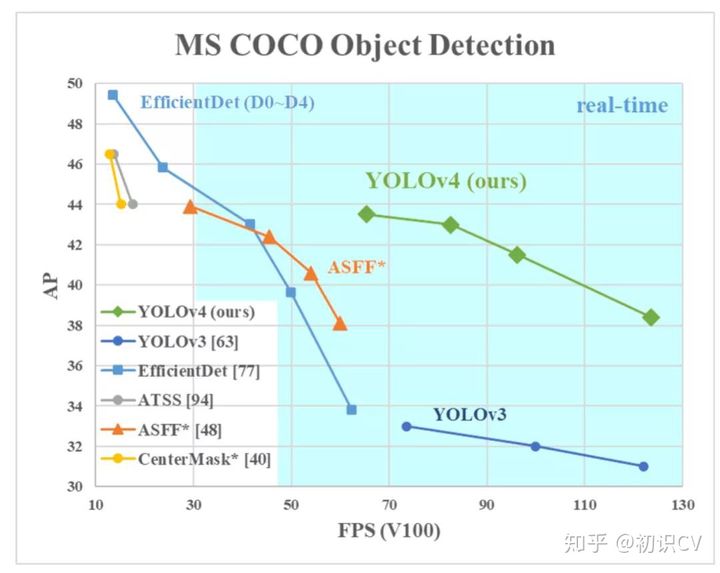 MS COCO Object Detection
50
48
46
44
42
40
38
36
34
32
30
AP
EfficientDet (D0~D4)
real-time
YOLOv4 (ours)
ASFF*
YOLOv3
YOLOv4 (ours)
YOLOv3 [63]
EfficientDet [77]
ATSS [94]
ASFF* [48]
CenterMask* [40]
10 30 50 70 90 110 130
FPS (V100)
知乎 @初识CV